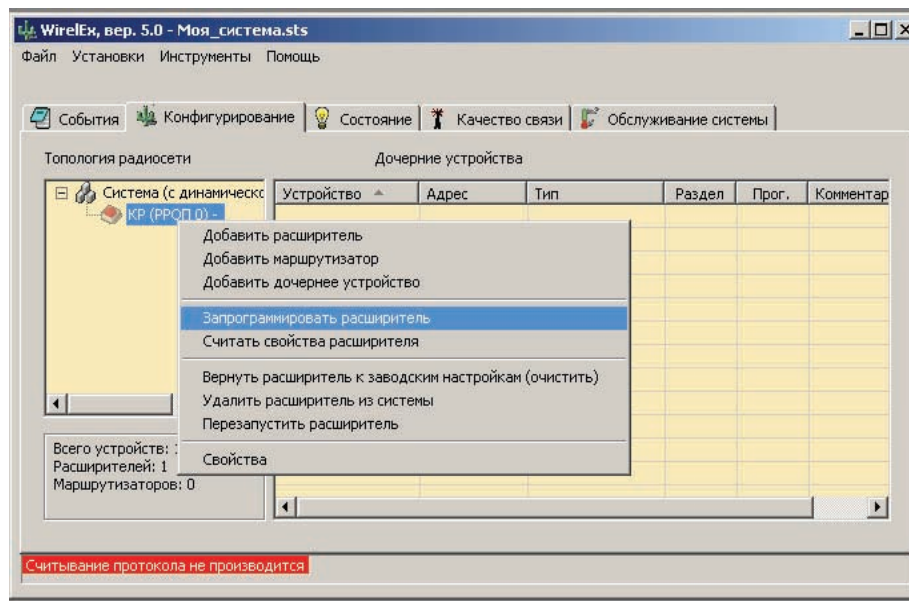 WirelEx, вер. 5.0 - Моя_система.sts
Файл Установки Инструменты Помощь
События Конфигурирование Состояние Качество связи Обслуживание системы
Топология радиосети Дочерние устройства
Система (с динамическс Устройство Адрес Тип Раздел Прог. Комментар
КР (РРОП 0) -
Добавить расширитель
Добавить маршрутизатор
Добавить дочернее устройство
Запрограммировать расширитель
Считать свойства расширителя
Вернуть расширитель к заводским настройкам (очистить)
Удалить расширитель из системы
Перезапустить расширитель
Свойства
Всего устройств:
Расширителей: 1
Маршрутизаторов: 0
Считывание протокола не производится